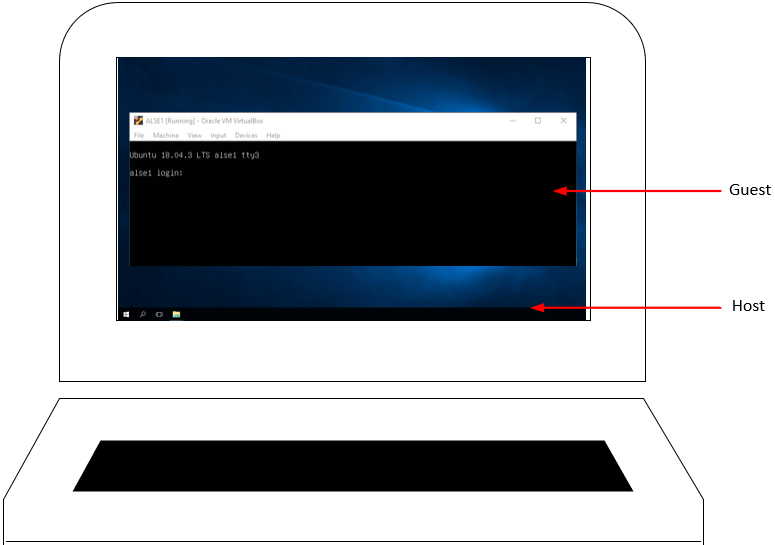 ALSE1 [Running] - Oracle VM VirtualBox
File Machine View Input Devices Help
Ubuntu 18.04.3 LTS alse1 tty3
alse1 login:
Guest
Host